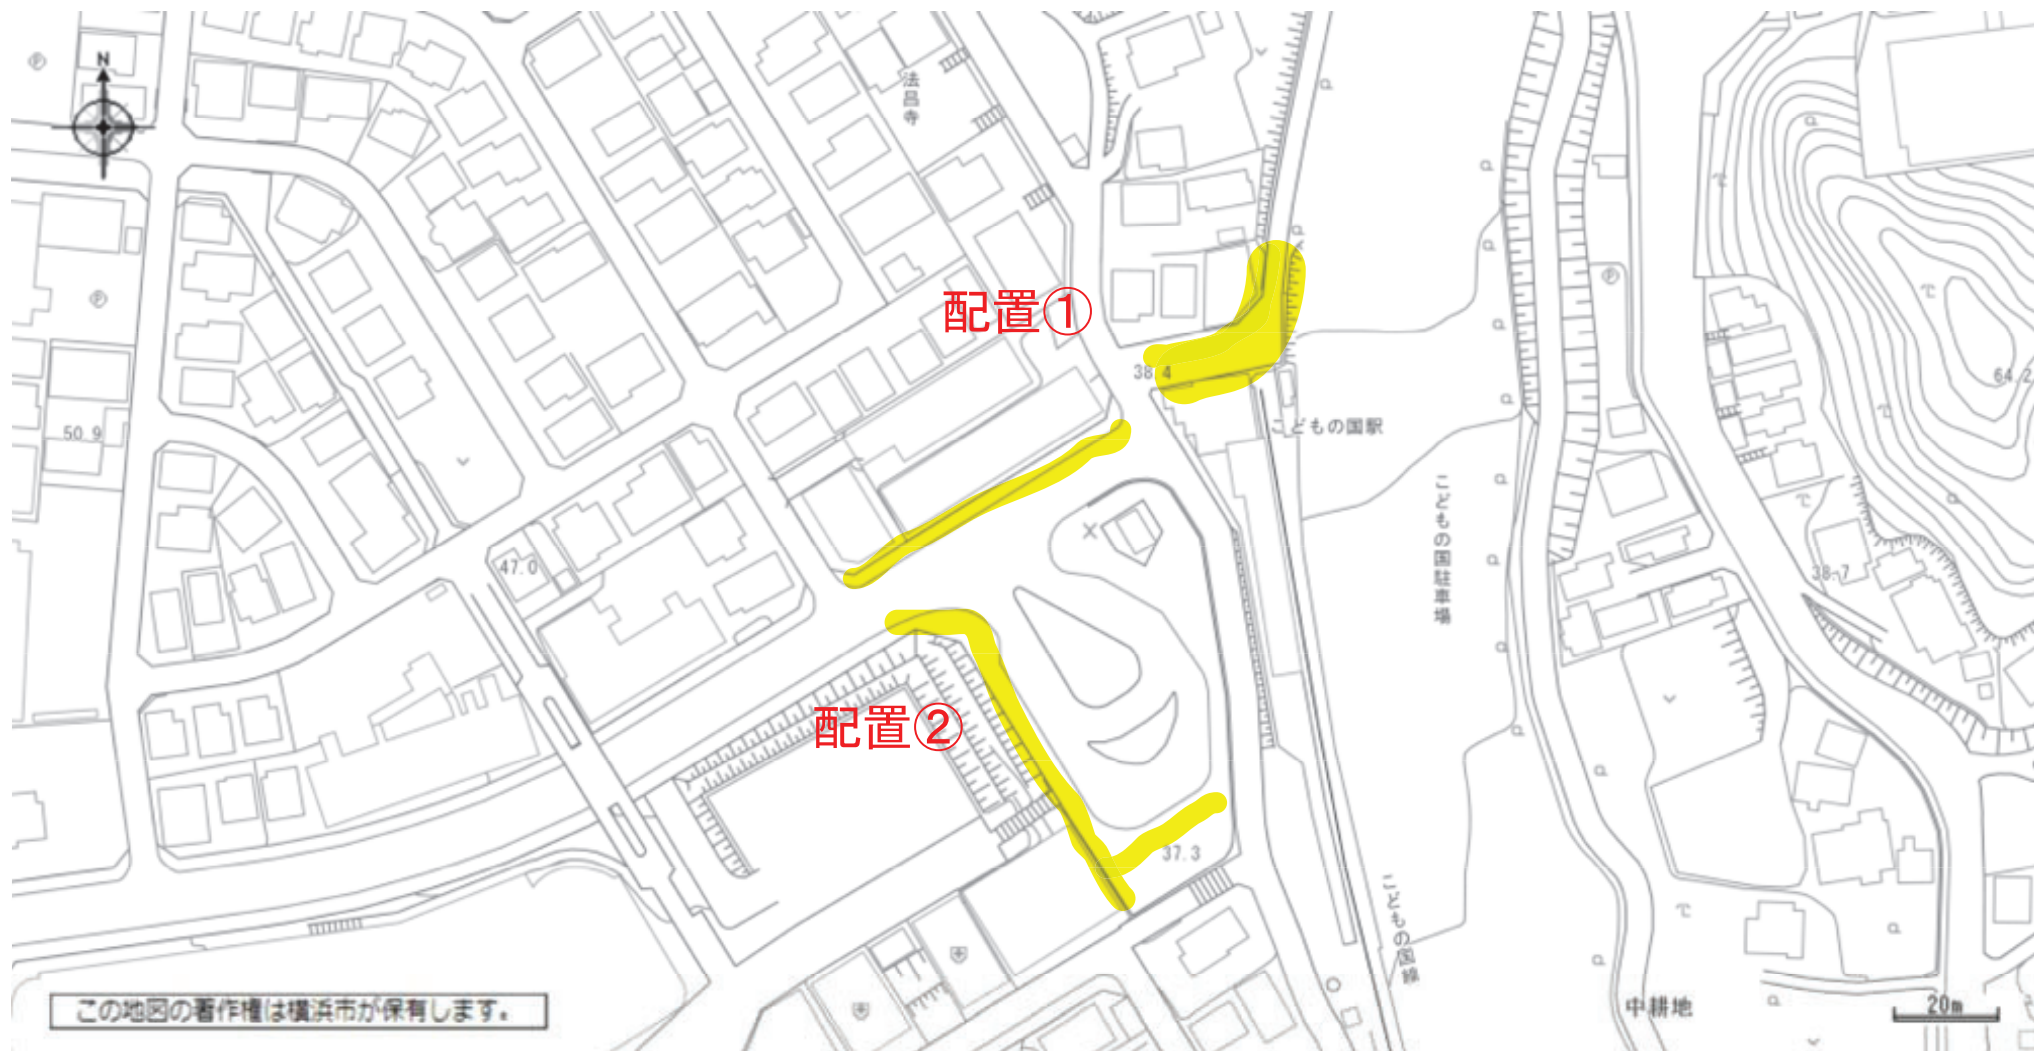 N
法昌寺
配置①
38.4
こどもの国駅
64.2
50.9
こどもの国駐車場
47.0
38.7
配置②
37.3
こどもの国線
この地図の著作権は横浜市が保有します。
中耕地
20m